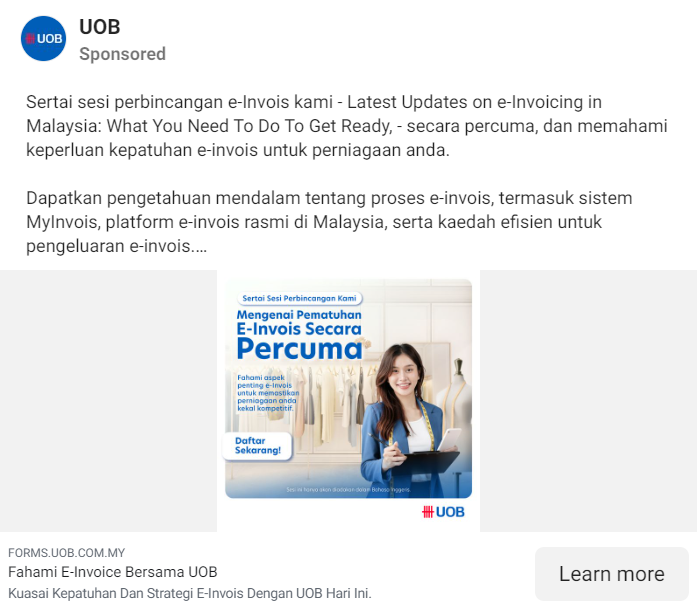 UOB
UOB
Sponsored
Sertai sesi perbincangan e-Invois kami - Latest Updates on e-Invoicing in
Malaysia: What You Need To Do To Get Ready, - secara percuma, dan memahami
keperluan kepatuhan e-invois untuk perniagaan anda.
Dapatkan pengetahuan mendalam tentang proses e-invois, termasuk sistem
MyInvois, platform e-invois rasmi di Malaysia, serta kaedah efisien untuk
pengeluaran e-invois....
Sertai Sesi Perbincangan Kami
Mengenai Pematuhan
E-Invois Secara
Percuma
Fahami aspek
penting e-Invois
untuk memastikan
perniagaan anda
kekal kompetitif.
Daftar
Sekarang!
Sesi ini hanya akan diadakan dalam Bahasa Inggeris.
UOB
FORMS.UOB.COM.MY
Fahami E-Invoice Bersama UOB
Kuasai Kepatuhan Dan Strategi E-Invois Dengan UOB Hari Ini.
Learn more